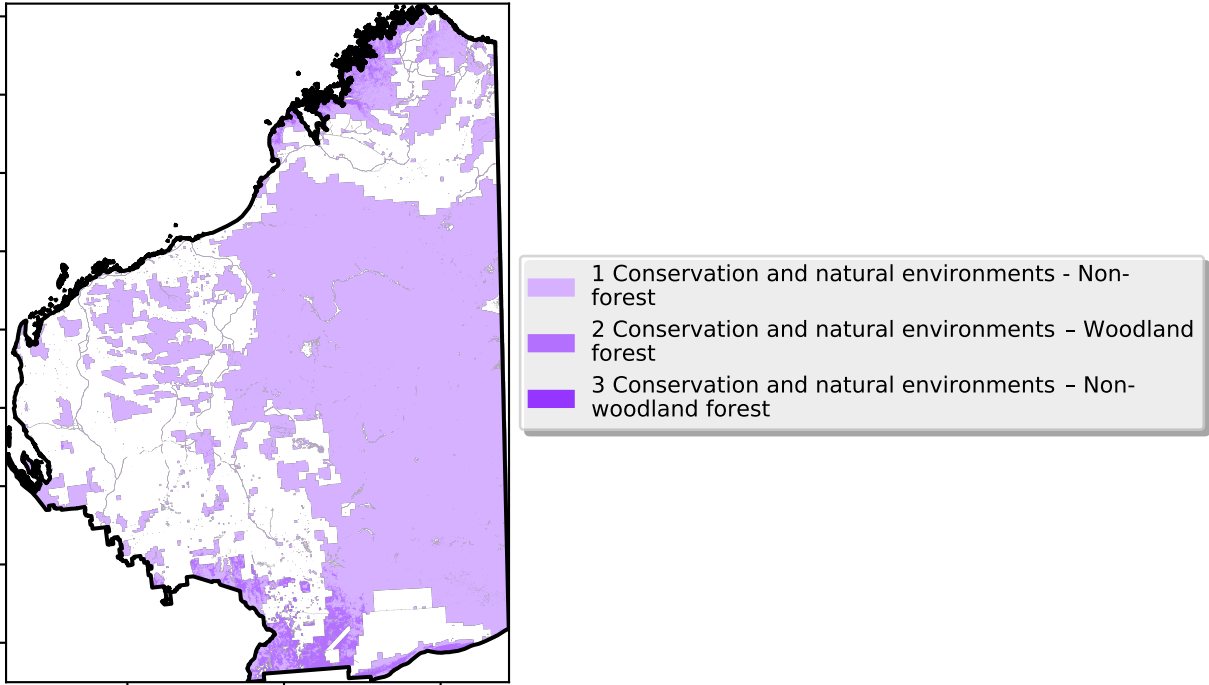 1 Conservation and natural environments - Non-
forest
2 Conservation and natural environments – Woodland
forest
3 Conservation and natural environments – Non-
woodland forest